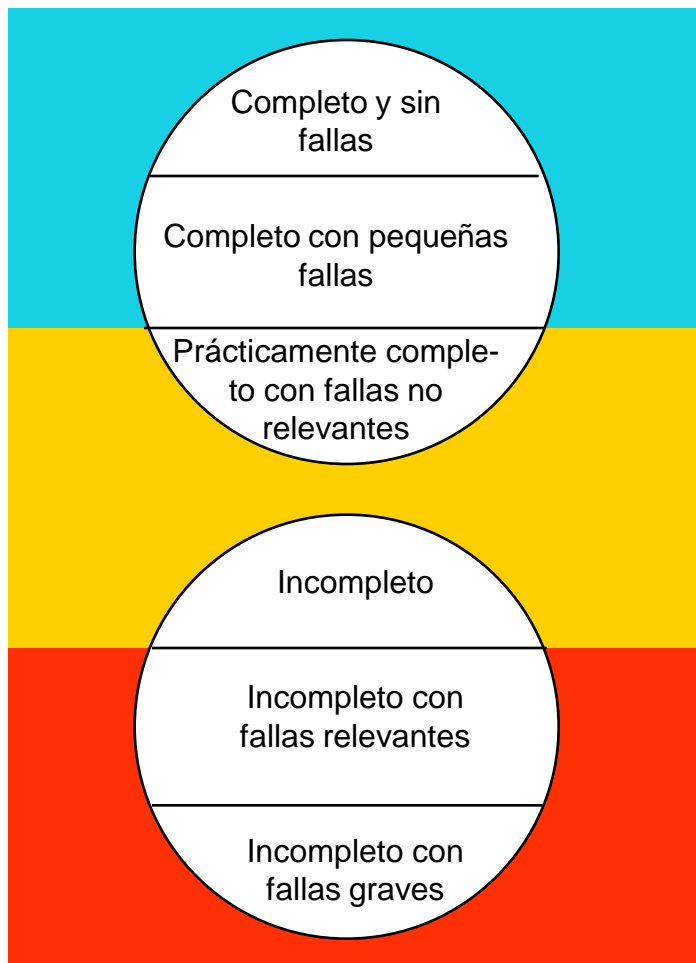 Completo y sin
fallas
Completo con pequeñas
fallas
Prácticamente comple-
to con fallas no
relevantes
Incompleto
Incompleto con
fallas relevantes
Incompleto con
fallas graves